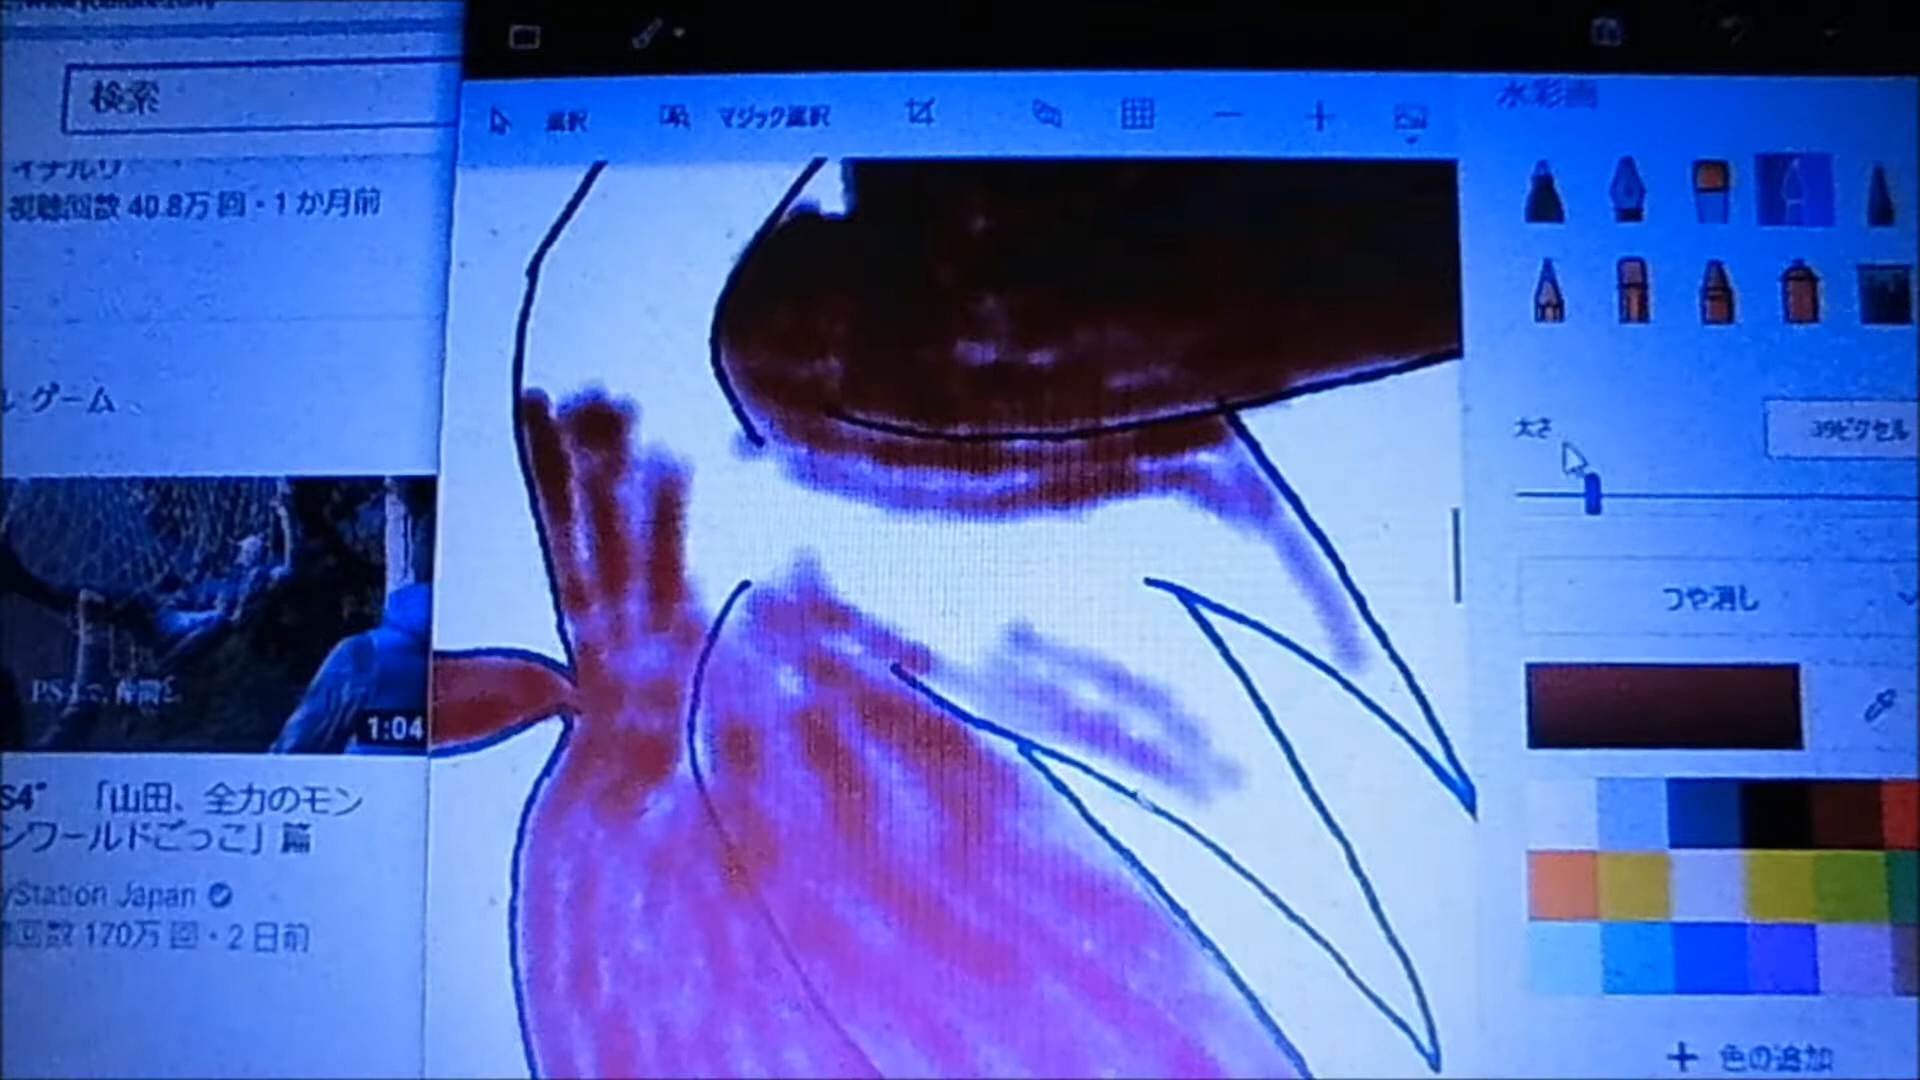 検索
イナルソ
視聴回数 40.8万 回・1 か月前
ル ゲーム
1:04
S4" 「山田、全力のモン
ンワールドごっこ」篇
yStation Japan
回数 170万 回・2 日前
選択
マジック選択
水彩画
太さ
39ピクセル
つや消し
+ 色の追加